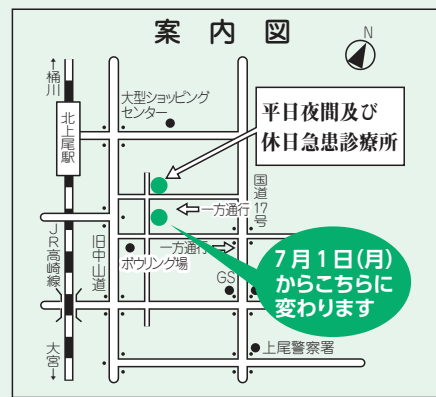 案内図
N
↑桶川
北上尾駅
大型ショッピング
センター
平日夜間及び
休日急患診療所
国道17号
←一方通行
一方通行→
ボウリング場
7月1日(月)
からこちらに
変わります
GS
JR高崎線
旧中山道
大宮↓
上尾警察署